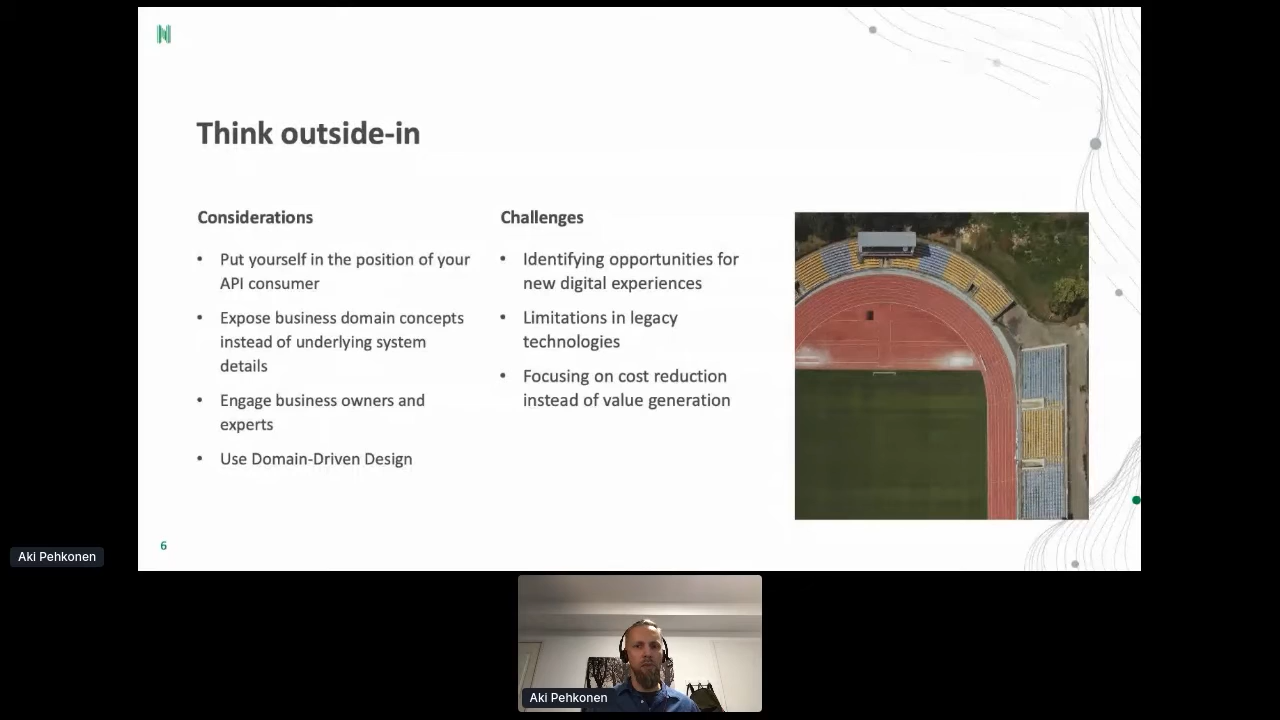 Think outside-in
Considerations
• Put yourself in the position of your
API consumer
• Expose business domain concepts
instead of underlying system
details
• Engage business owners and
experts
• Use Domain-Driven Design
Challenges
• Identifying opportunities for
new digital experiences
• Limitations in legacy
technologies
• Focusing on cost reduction
instead of value generation
6
Aki Pehkonen
Aki Pehkonen